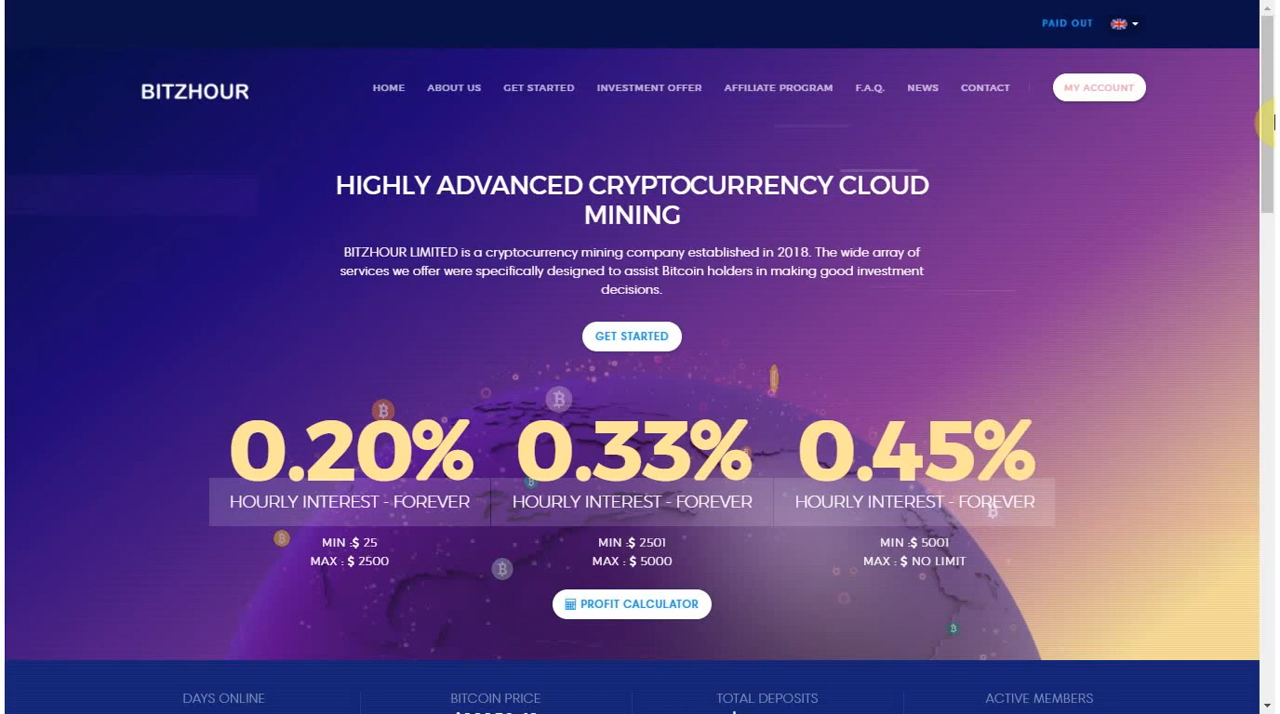 PAID OUT
BITZHOUR
HOME ABOUT US GET STARTED INVESTMENT OFFER AFFILIATE PROGRAM F.A.Q. NEWS CONTACT MY ACCOUNT
HIGHLY ADVANCED CRYPTOCURRENCY CLOUD
MINING
BITZHOUR LIMITED is a cryptocurrency mining company established in 2018. The wide array of
services we offer were specifically designed to assist Bitcoin holders in making good investment
decisions.
GET STARTED
0.20% 0.33% 0.45%
HOURLY INTEREST - FOREVER HOURLY INTEREST - FOREVER HOURLY INTEREST - FOREVER
MIN :$ 25 MIN :$ 2501 MIN :$ 5001
MAX : $ 2500 MAX : $ 5000 MAX : $ NO LIMIT
PROFIT CALCULATOR
DAYS ONLINE BITCOIN PRICE TOTAL DEPOSITS ACTIVE MEMBERS